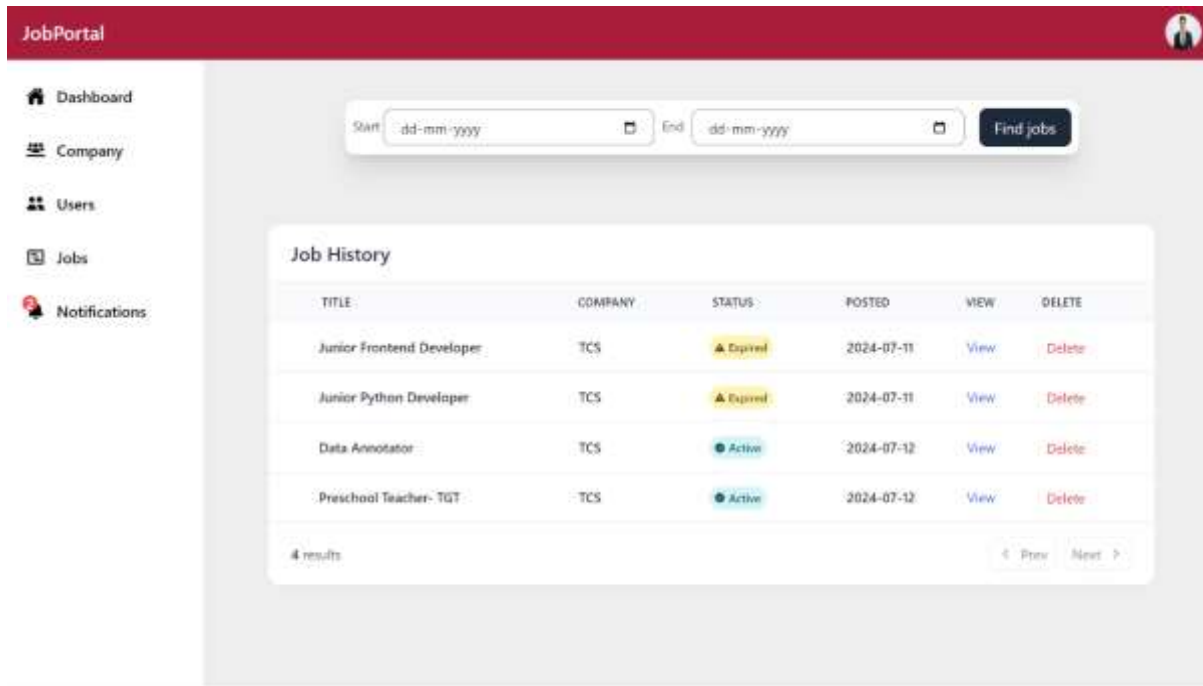 JobPortal
Dashboard
Company
Users
Jobs
2
Notifications
Start dd-mm-yyyy End dd-mm-yyyy Find jobs
Job History
TITLE COMPANY STATUS POSTED VIEW DELETE
Junior Frontend Developer TCS Expired 2024-07-11 View Delete
Junior Python Developer TCS Expired 2024-07-11 View Delete
Data Annotator TCS Active 2024-07-12 View Delete
Preschool Teacher- TGT TCS Active 2024-07-12 View Delete
4 results Prev Next